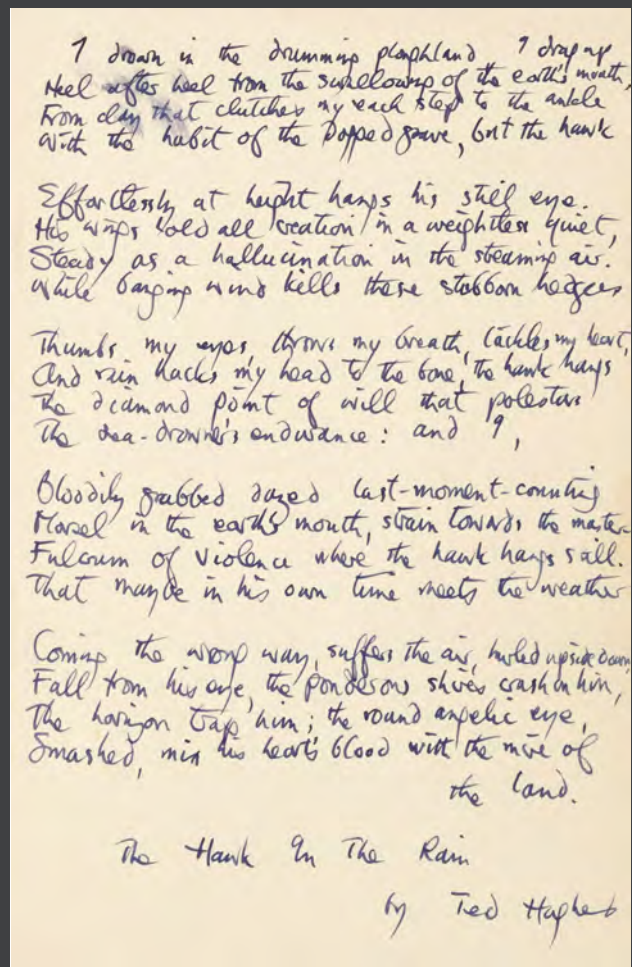 I drown in the drumming ploughland, I drag up
Heel after heel from the swallowing of the earth's mouth,
From clay that clutches my each step to the ankle
With the habit of the dogged grave, but the hawk
Effortlessly at height hangs his still eye.
His wings hold all creation in a weightless quiet,
Steady as a hallucination in the streaming air.
While banging wind kills these stubborn hedges
Thumbs my eyes, throws my breath, tackles my heart,
And rain hacks my head to the bone, the hawk hangs
The diamond point of will that polestars
The sea-drowner's endurance: and I,
Bloodily grabbed dazed last-moment-counting
Morsel in the earth's mouth, strain towards the master-
Fulcrum of violence where the hawk hangs still.
That maybe in his own time meets the weather
Coming the wrong way, suffers the air, hurled upside down,
Fall from his eye, the ponderous shires crash on him,
The horizon trap him; the round angelic eye,
Smashed, mix his heart's blood with the mire of
the land.
The Hawk In The Rain
by Ted Hughes